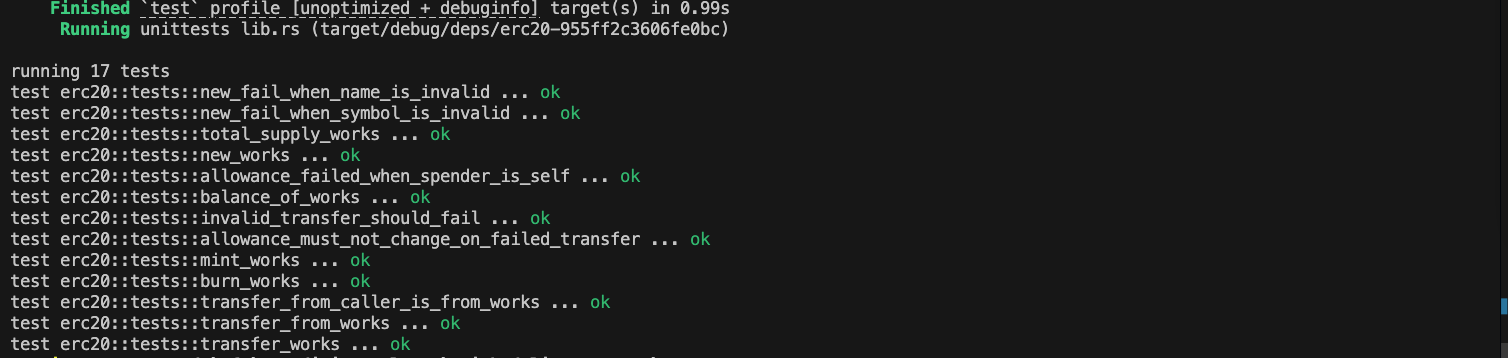 Finished `test` profile [unoptimized + debuginfo] target(s) in 0.99s
Running unittests lib.rs (target/debug/deps/erc20-955ff2c3606fe0bc)
running 17 tests
test erc20::tests::new_fail_when_name_is_invalid ... ok
test erc20::tests::new_fail_when_symbol_is_invalid ... ok
test erc20::tests::total_supply_works ... ok
test erc20::tests::new_works ... ok
test erc20::tests::allowance_failed_when_spender_is_self ... ok
test erc20::tests::balance_of_works ... ok
test erc20::tests::invalid_transfer_should_fail ... ok
test erc20::tests::allowance_must_not_change_on_failed_transfer ... ok
test erc20::tests::mint_works ... ok
test erc20::tests::burn_works ... ok
test erc20::tests::transfer_from_caller_is_from_works ... ok
test erc20::tests::transfer_from_works ... ok
test erc20::tests::transfer_works ... ok